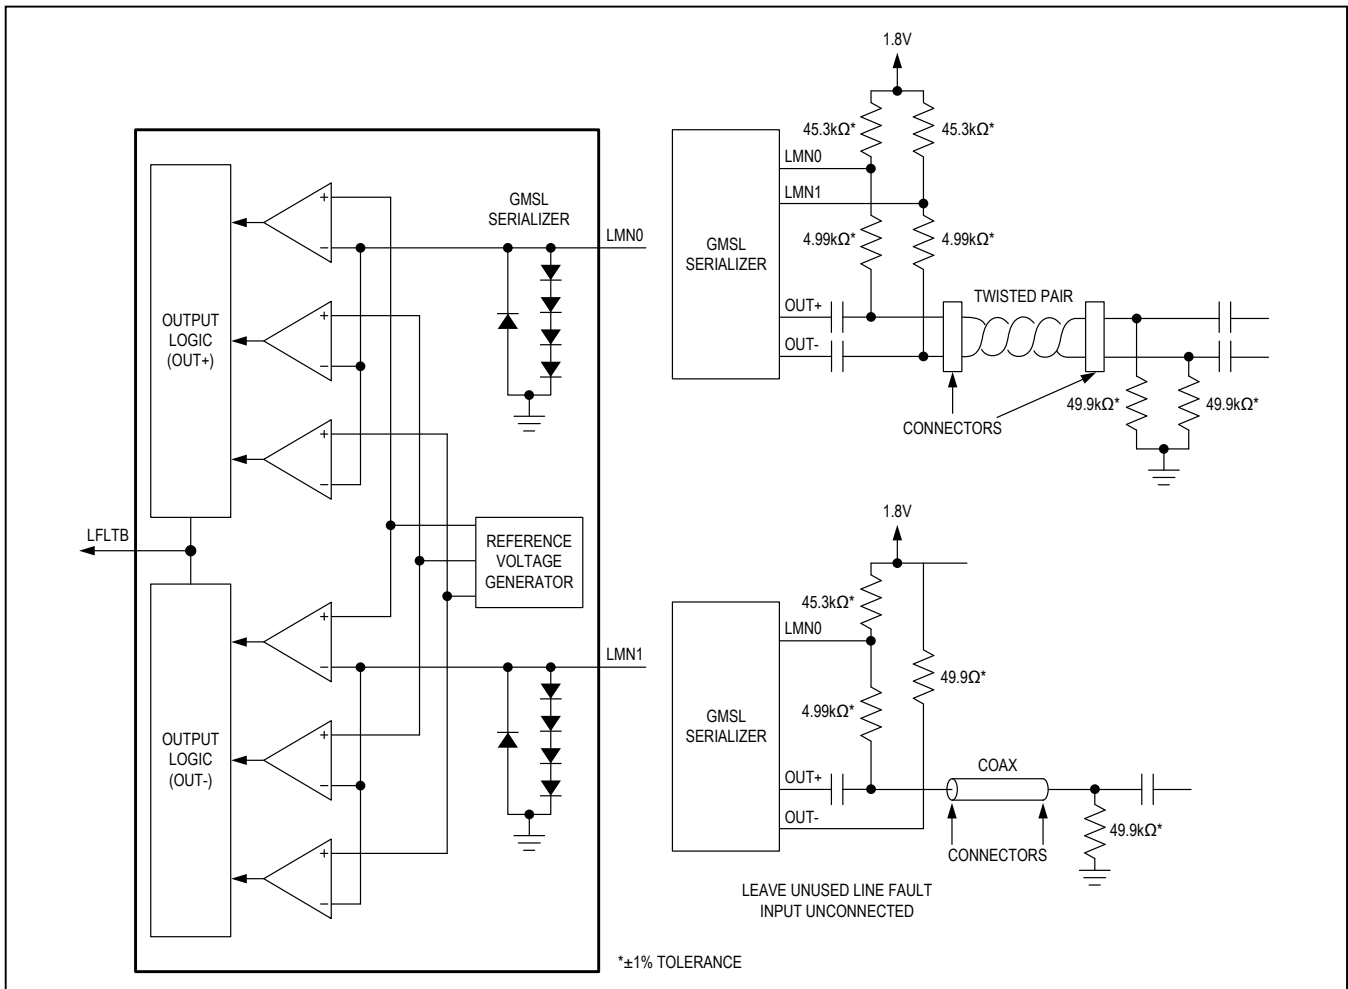 GMSL
SERIALIZER
LMN0
OUTPUT
LOGIC
(OUT+)
+
−
+
−
+
−
LFLTB
REFERENCE
VOLTAGE
GENERATOR
OUTPUT
LOGIC
(OUT-)
+
−
+
−
+
−
LMN1
1.8V
45.3kΩ*
45.3kΩ*
LMN0
LMN1
GMSL
SERIALIZER
4.99kΩ*
4.99kΩ*
OUT+
OUT-
TWISTED PAIR
CONNECTORS
49.9kΩ*
49.9kΩ*
1.8V
45.3kΩ*
LMN0
49.9Ω*
GMSL
SERIALIZER
4.99kΩ*
OUT+
OUT-
COAX
CONNECTORS
49.9kΩ*
LEAVE UNUSED LINE FAULT
INPUT UNCONNECTED
*±1% TOLERANCE